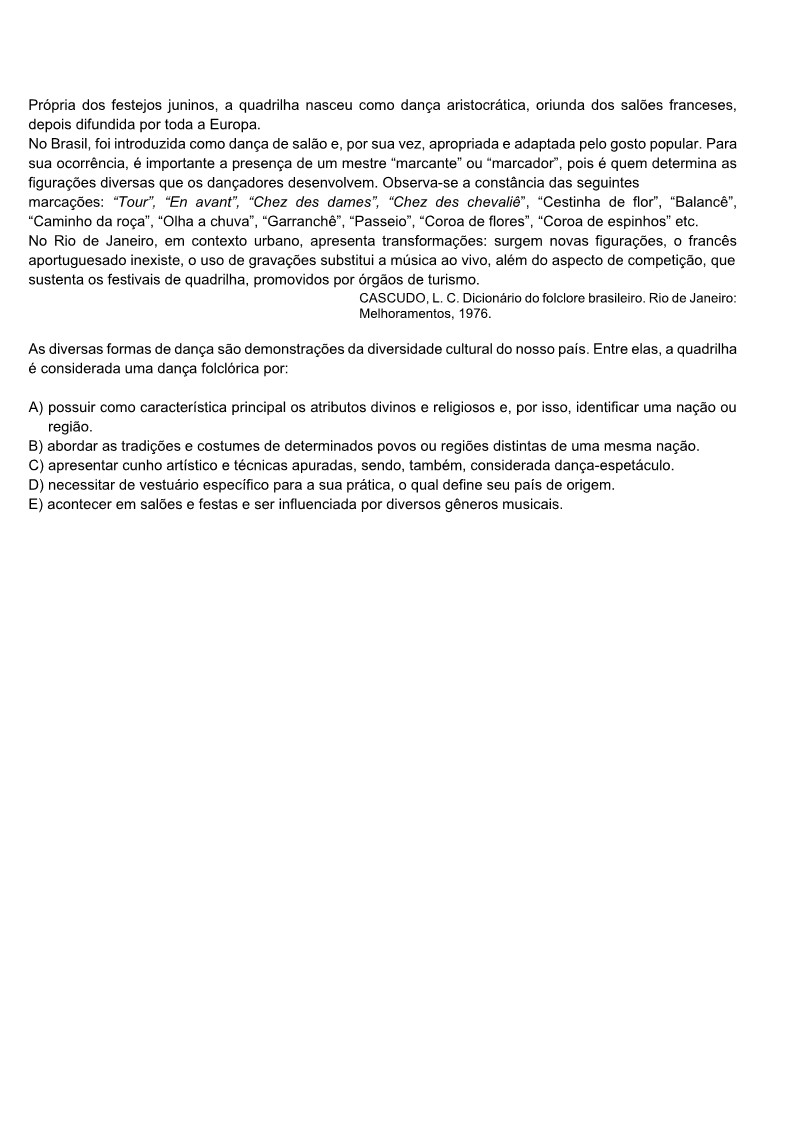 Própria dos festejos juninos, a quadrilha nasceu como dança aristocrática, oriunda dos salões franceses,
depois difundida por toda a Europa.
No Brasil, foi introduzida como dança de salão e, por sua vez, apropriada e adaptada pelo gosto popular. Para
sua ocorrência, é importante a presença de um mestre “marcante” ou “marcador”, pois é quem determina as
figurações diversas que os dançadores desenvolvem. Observa-se a constância das seguintes
marcações: “Tour”, “En avant”, “Chez des dames”, “Chez des chevaliê”, “Cestinha de flor”, “Balancê”,
“Caminho da roça”, “Olha a chuva”, “Garranchê”, “Passeio”, “Coroa de flores”, “Coroa de espinhos” etc.
No Rio de Janeiro, em contexto urbano, apresenta transformações: surgem novas figurações, o francês
aportuguesado inexiste, o uso de gravações substitui a música ao vivo, além do aspecto de competição, que
sustenta os festivais de quadrilha, promovidos por órgãos de turismo.
CASCUDO, L. C. Dicionário do folclore brasileiro. Rio de Janeiro:
Melhoramentos, 1976.
As diversas formas de dança são demonstrações da diversidade cultural do nosso país. Entre elas, a quadrilha
é considerada uma dança folclórica por:
A) possuir como característica principal os atributos divinos e religiosos e, por isso, identificar uma nação ou
região.
B) abordar as tradições e costumes de determinados povos ou regiões distintas de uma mesma nação.
C) apresentar cunho artístico e técnicas apuradas, sendo, também, considerada dança-espetáculo.
D) necessitar de vestuário específico para a sua prática, o qual define seu país de origem.
E) acontecer em salões e festas e ser influenciada por diversos gêneros musicais.